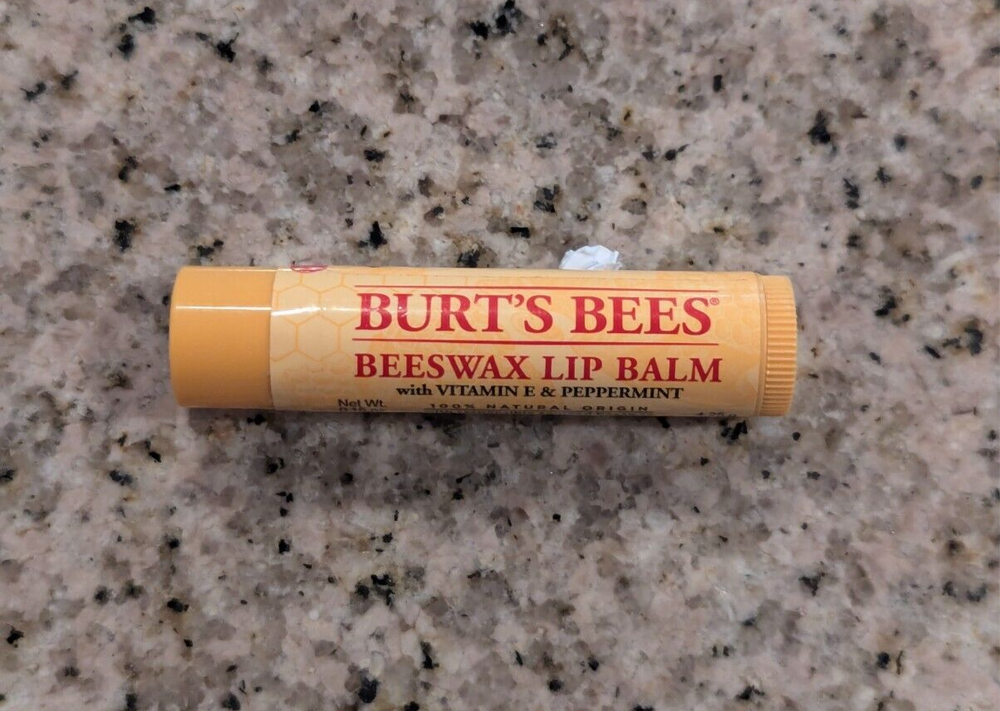 BURT'S BEES®
BEESWAX LIP BALM
with VITAMIN E & PEPPERMINT
Net Wt.
100% NATURAL ORIGIN